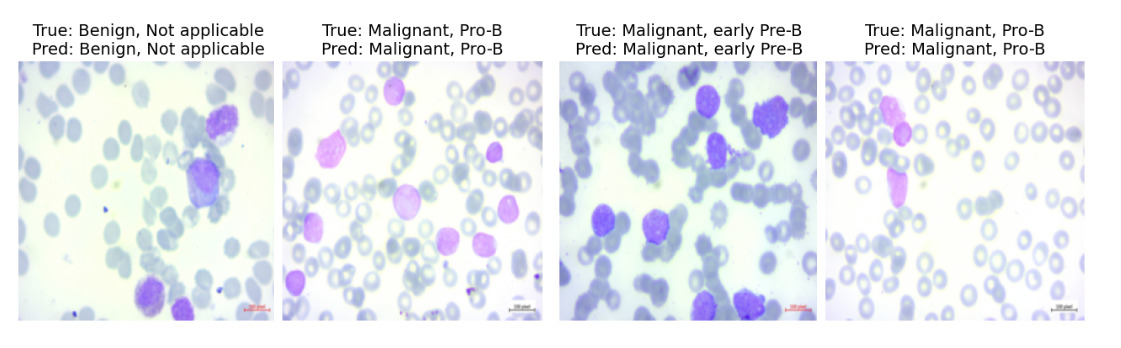 True: Benign, Not applicable
Pred: Benign, Not applicable
True: Malignant, Pro-B
Pred: Malignant, Pro-B
True: Malignant, early Pre-B
Pred: Malignant, early Pre-B
True: Malignant, Pro-B
Pred: Malignant, Pro-B